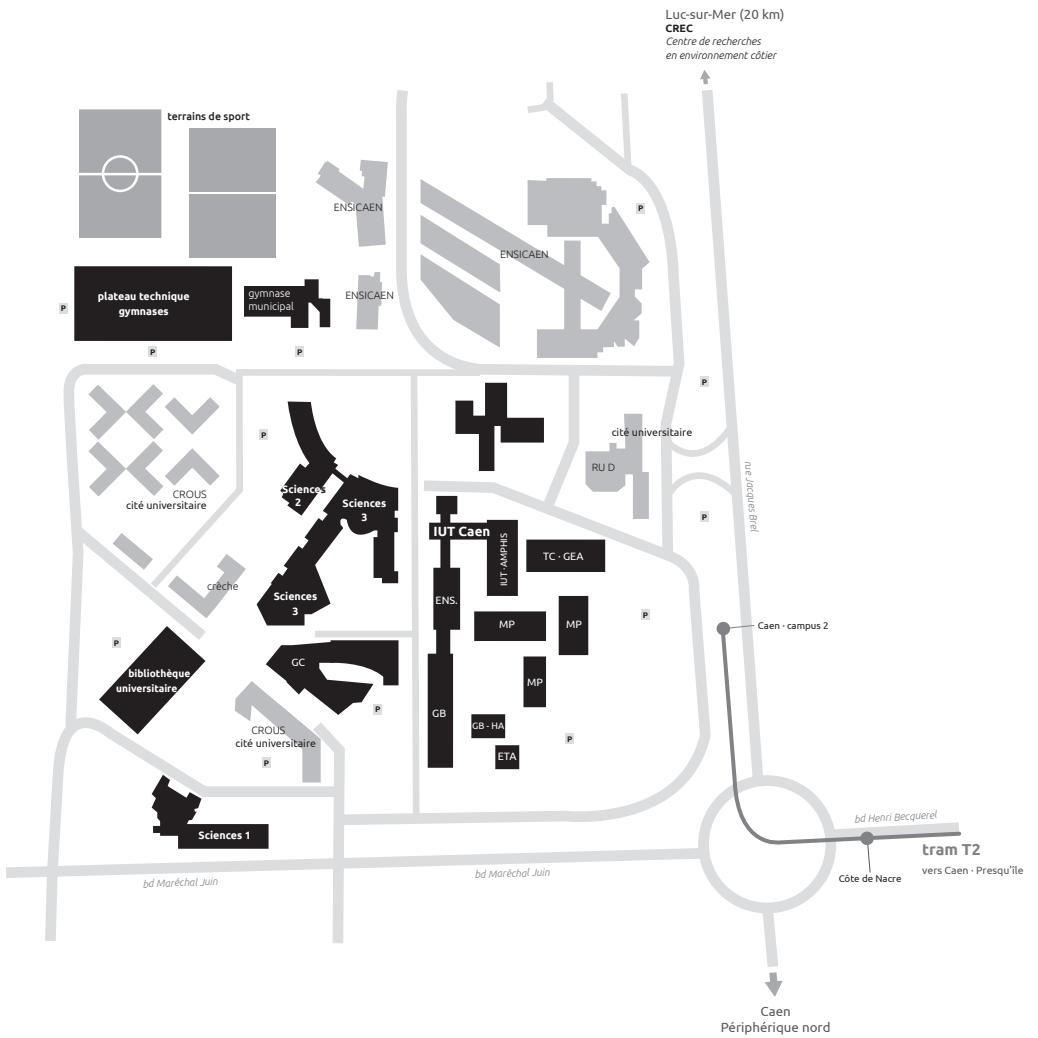 Luc-sur-Mer (20 km)
CREC
Centre de recherches
en environnement côtier
terrains de sport
P
ENSICAEN
ENSICAEN
plateau technique
gymnases
gymnase
municipal
ENSICAEN
P
P
P
P
cité universitaire
P
RU D
rue Jacques Brel
CROUS
cité universitaire
Sciences
2
Sciences
3
P
IUT Caen
IUT · AMPHIS
TC · GEA
crèche
Sciences
3
ENS.
MP
MP
P
Caen · campus 2
P
bibliothèque
universitaire
GC
MP
P
GB
GB - HA
CROUS
cité universitaire
P
ETA
P
Sciences 1
bd Henri Becquerel
tram T2
vers Caen · Presqu'île
Côte de Nacre
bd Maréchal Juin
bd Maréchal Juin
Caen
Périphérique nord